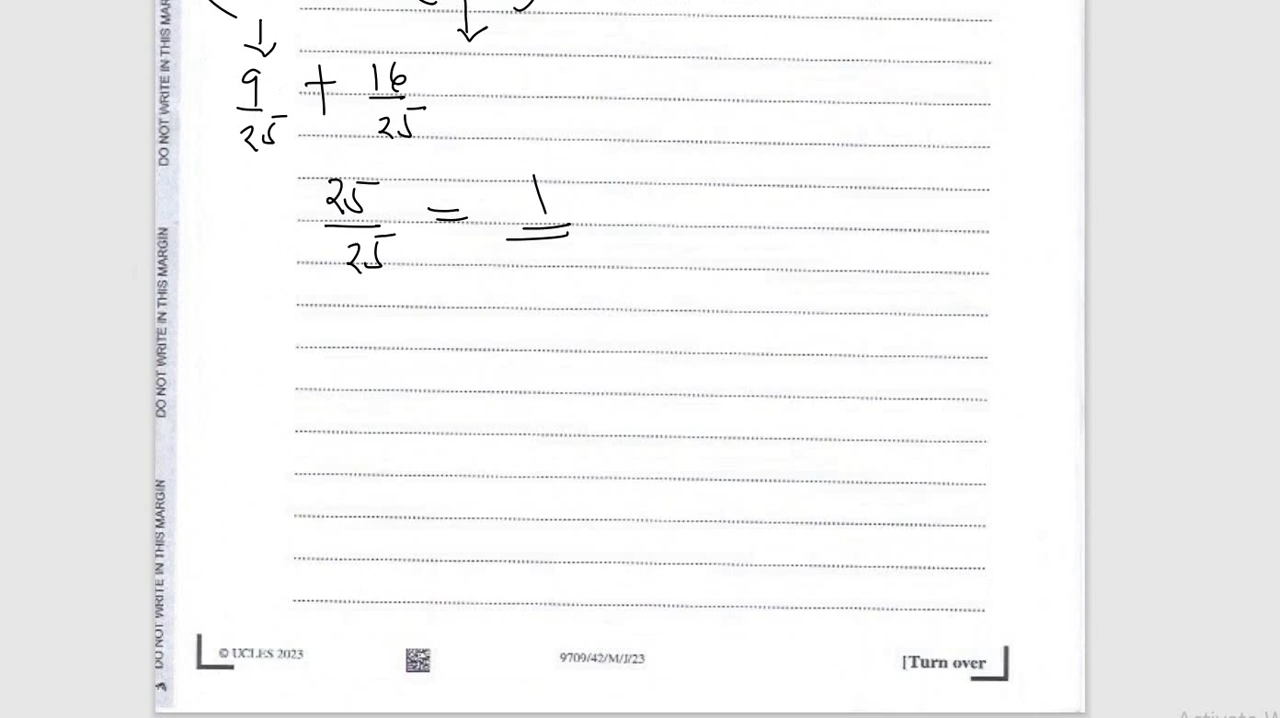 9/25 + 16/25
25/25 = 1
DO NOT WRITE IN THIS MAR
DO NOT WRITE IN THIS MARGIN
DO NOT WRITE IN THIS MARGIN
© UCLES 2023
9709/42/M/J/23
[Turn over